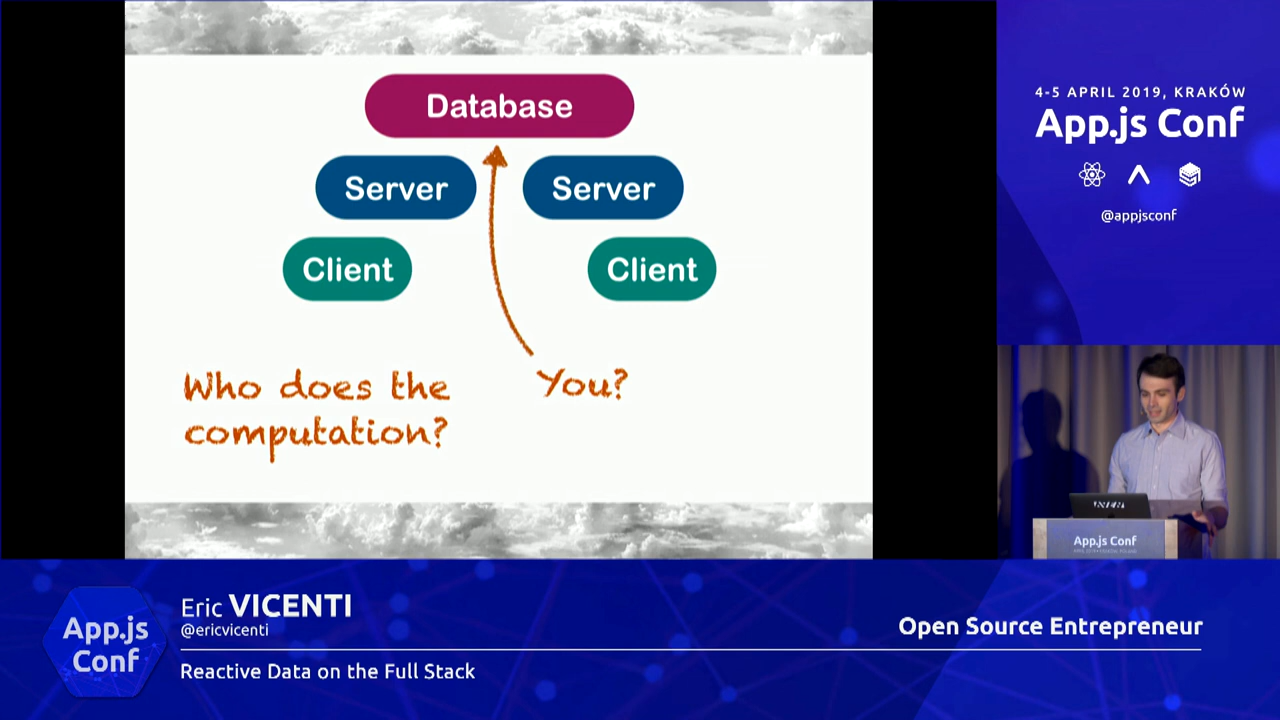 Database
Server Server
Client Client
Who does the You?
computation?
4-5 APRIL 2019, KRAKÓW
App.js Conf
@appjsconf
App.js Conf
App.js
Conf
Eric VICENTI
@ericvicenti
Open Source Entrepreneur
Reactive Data on the Full Stack